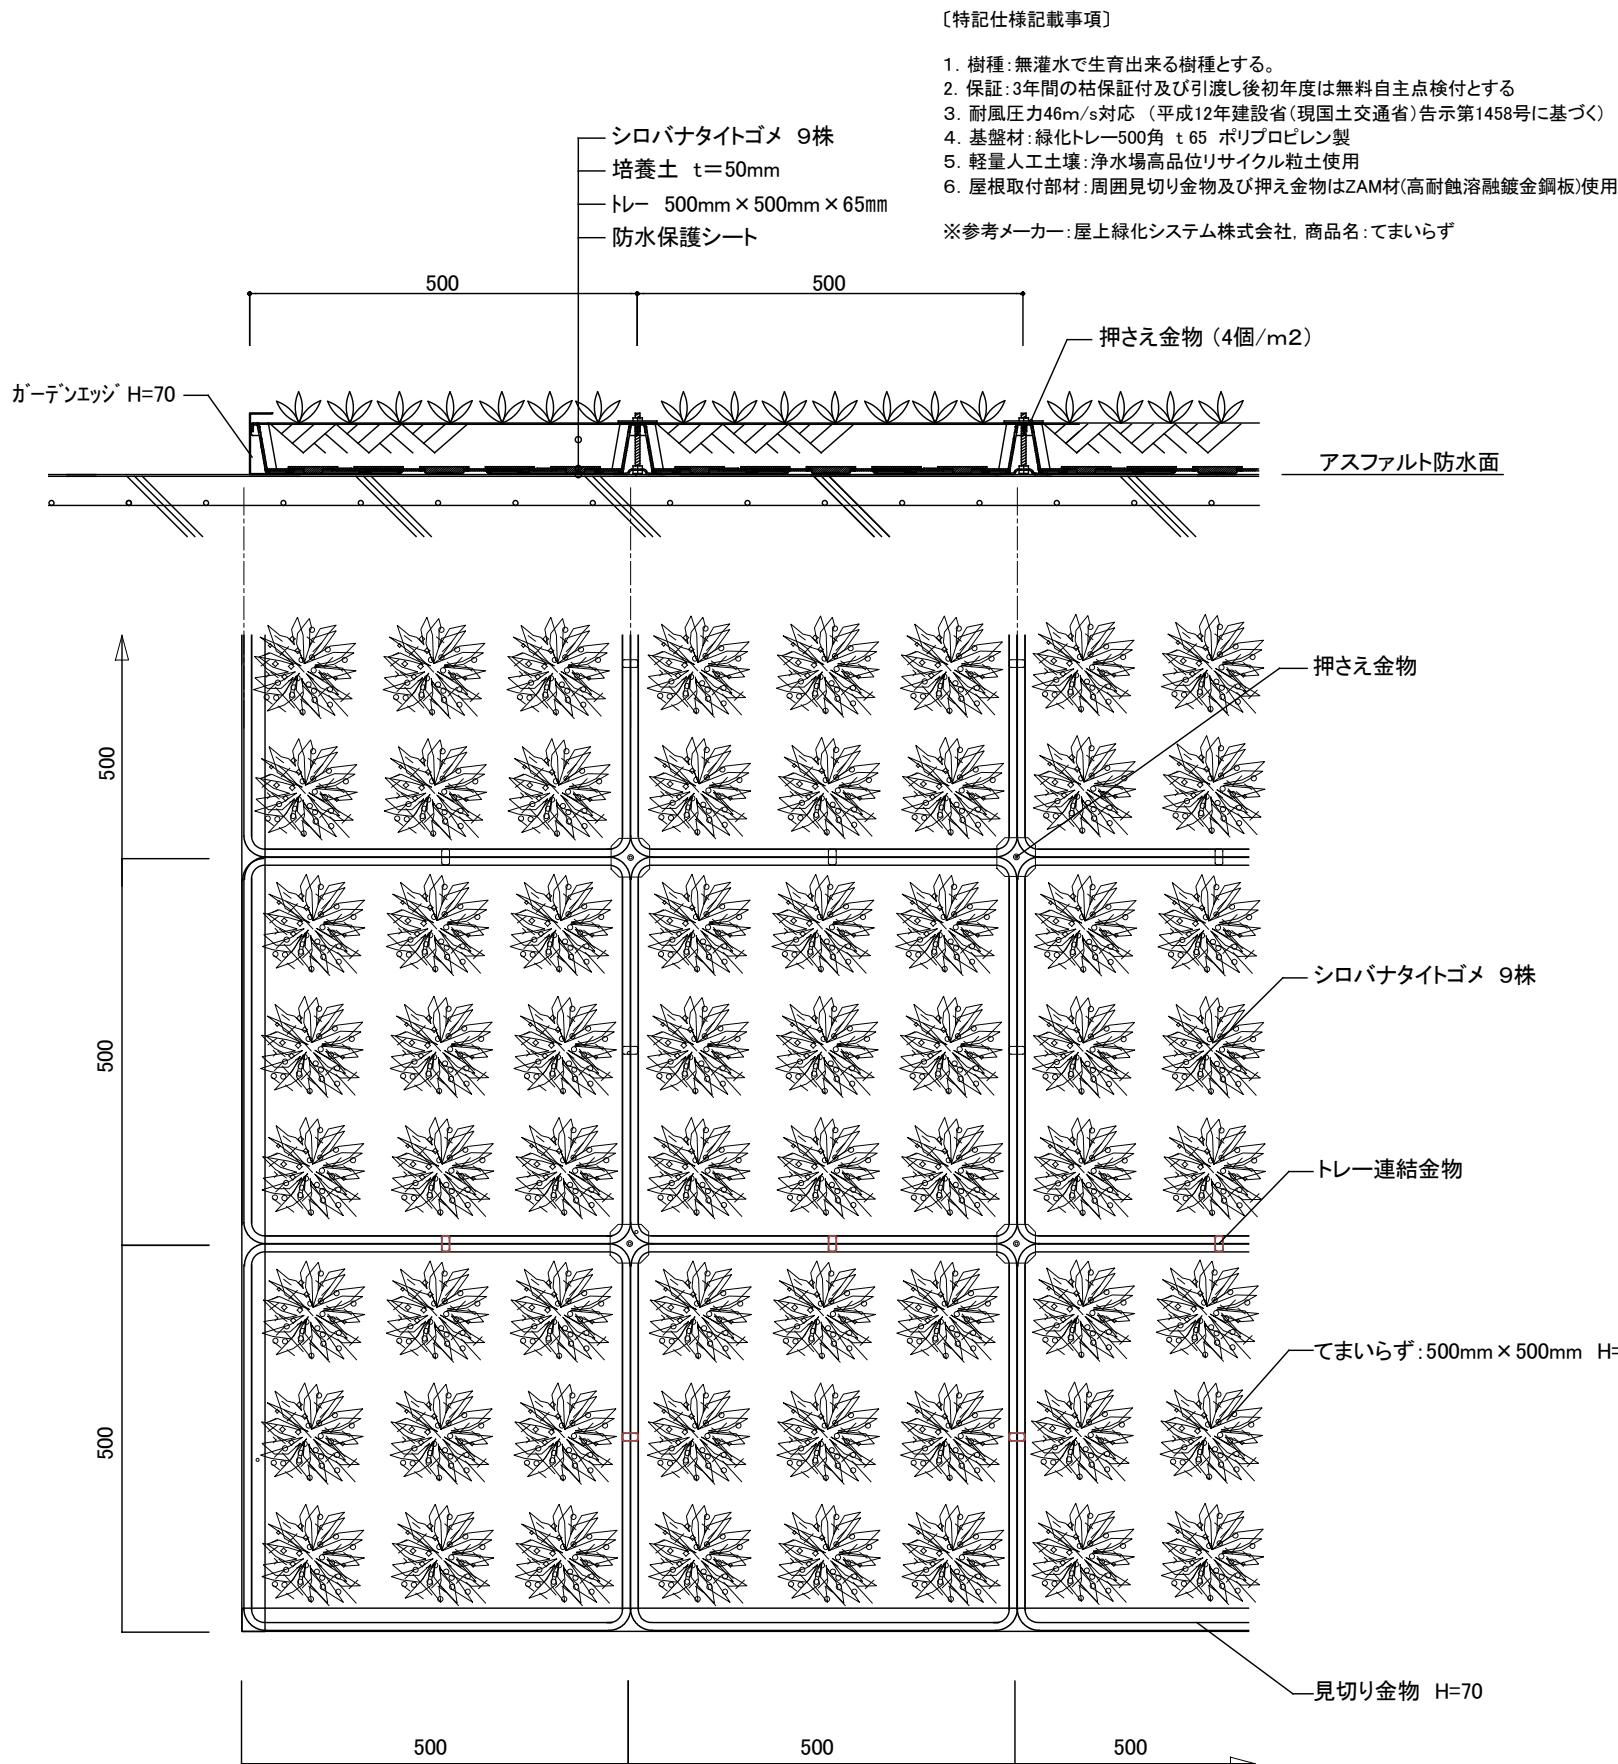 〔特記仕様記載事項〕
1. 樹種：無灌水で生育出来る樹種とする。
2. 保証：3年間の枯保証付及び引渡し後初年度は無料自主点検付とする
3. 耐風圧力46m/s対応 （平成12年建設省（現国土交通省）告示第1458号に基づく）
4. 基盤材：緑化トレー500角 t 65 ポリプロピレン製
5. 軽量人工土壌：浄水場高品位リサイクル粒土使用
6. 屋根取付部材：周囲見切り金物及び押え金物はZAM材（高耐蝕溶融鍍金鋼板）使用
※参考メーカー：屋上緑化システム株式会社, 商品名：てまいらず
シロバナタイトゴメ 9株
培養土 t＝50mm
トレー 500mm×500mm×65mm
防水保護シート
500
500
押さえ金物（4個/m2）
ガーデンエッジ H=70
アスファルト防水面
押さえ金物
500
シロバナタイトゴメ 9株
500
トレー連結金物
てまいらず：500mm×500mm H=
500
見切り金物 H=70
500
500
500